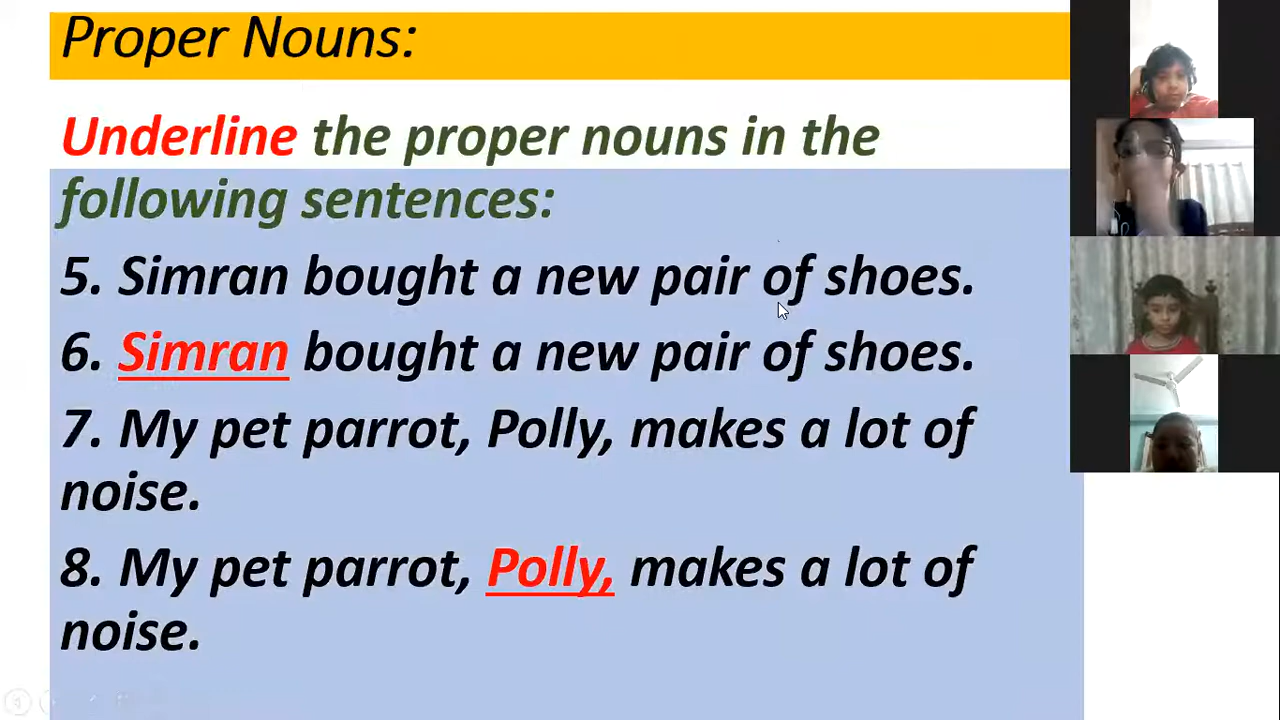 Proper Nouns:
Underline the proper nouns in the
following sentences:
5. Simran bought a new pair of shoes.
6. Simran bought a new pair of shoes.
7. My pet parrot, Polly, makes a lot of
noise.
8. My pet parrot, Polly, makes a lot of
noise.